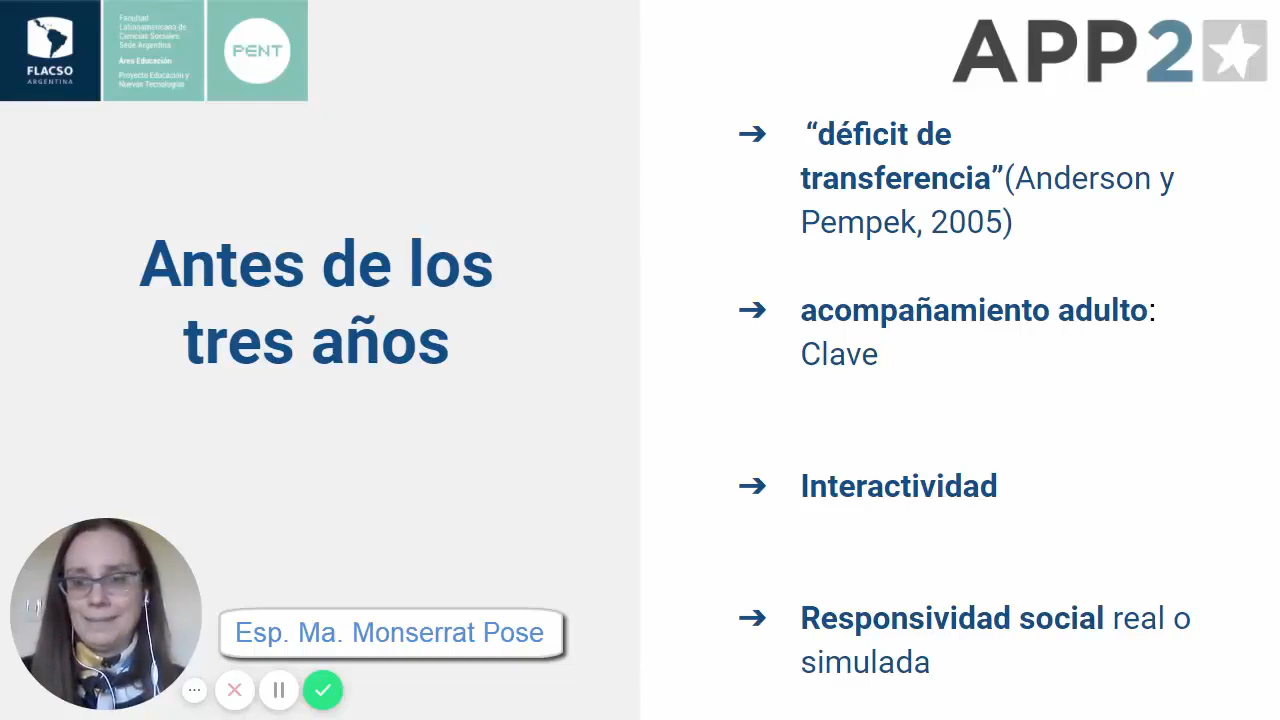 FLACSO
ARGENTINA
Facultad
Latinoamericana de
Ciencias Sociales
Sede Argentina
Área Educación
Proyecto Educación y
Nuevas Tecnologías
PENT
APP2
Antes de los
tres años
➔ “déficit de
transferencia”(Anderson y
Pempek, 2005)
➔ acompañamiento adulto:
Clave
➔ Interactividad
➔ Responsividad social real o
simulada
Esp. Ma. Monserrat Pose